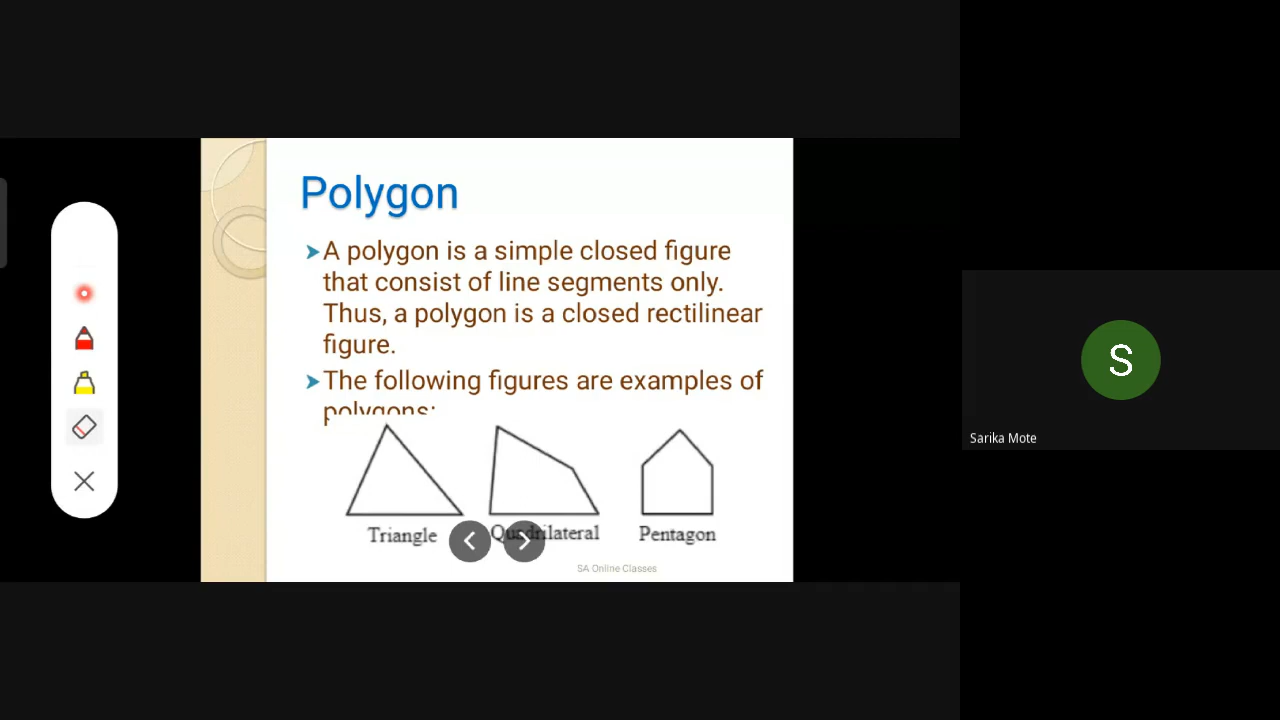 Polygon
➤A polygon is a simple closed figure
that consist of line segments only.
Thus, a polygon is a closed rectilinear
figure.
➤The following figures are examples of
polygons:
Triangle Quadrilateral Pentagon
SA Online Classes
S
Sarika Mote